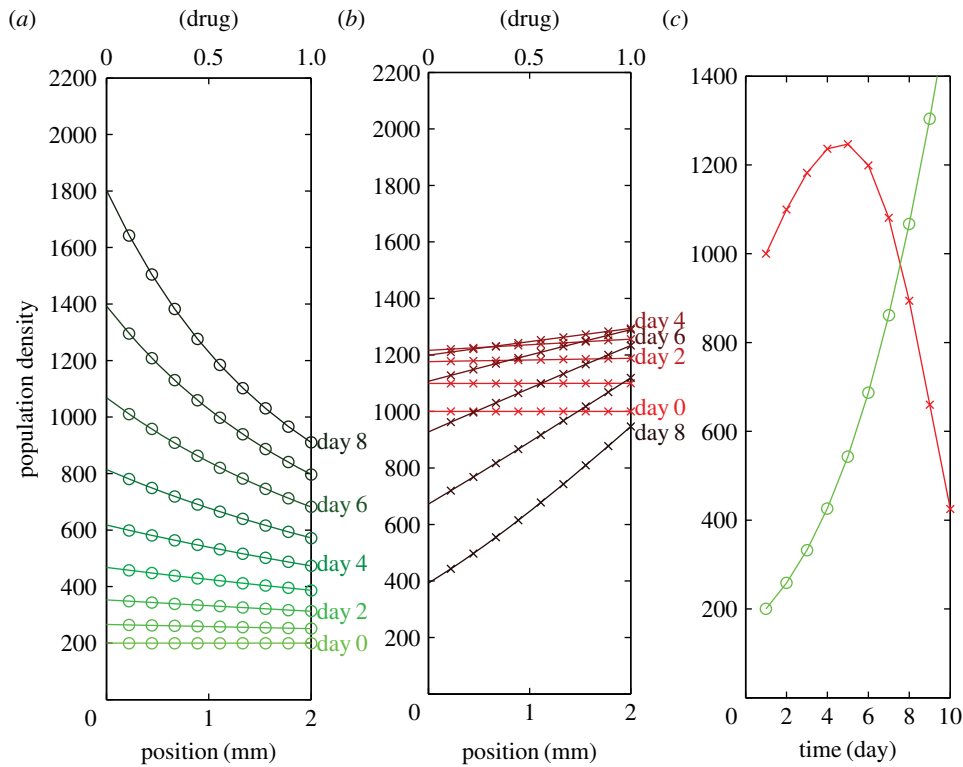 (a)
(drug)
0 0.5 1.0
2200
2000
1800
1600
1400
1200
1000
800
600
400
200
0
population density
day 8
day 6
day 4
day 2
day 0
1 2
position (mm)
(b)
(drug)
0 0.5 1.0
2200
2000
1800
1600
1400
1200
1000
800
600
400
200
0
day 4
day 6
day 2
day 0
day 8
1 2
position (mm)
(c)
1400
1200
1000
800
600
400
200
0 2 4 6 8 10
time (day)